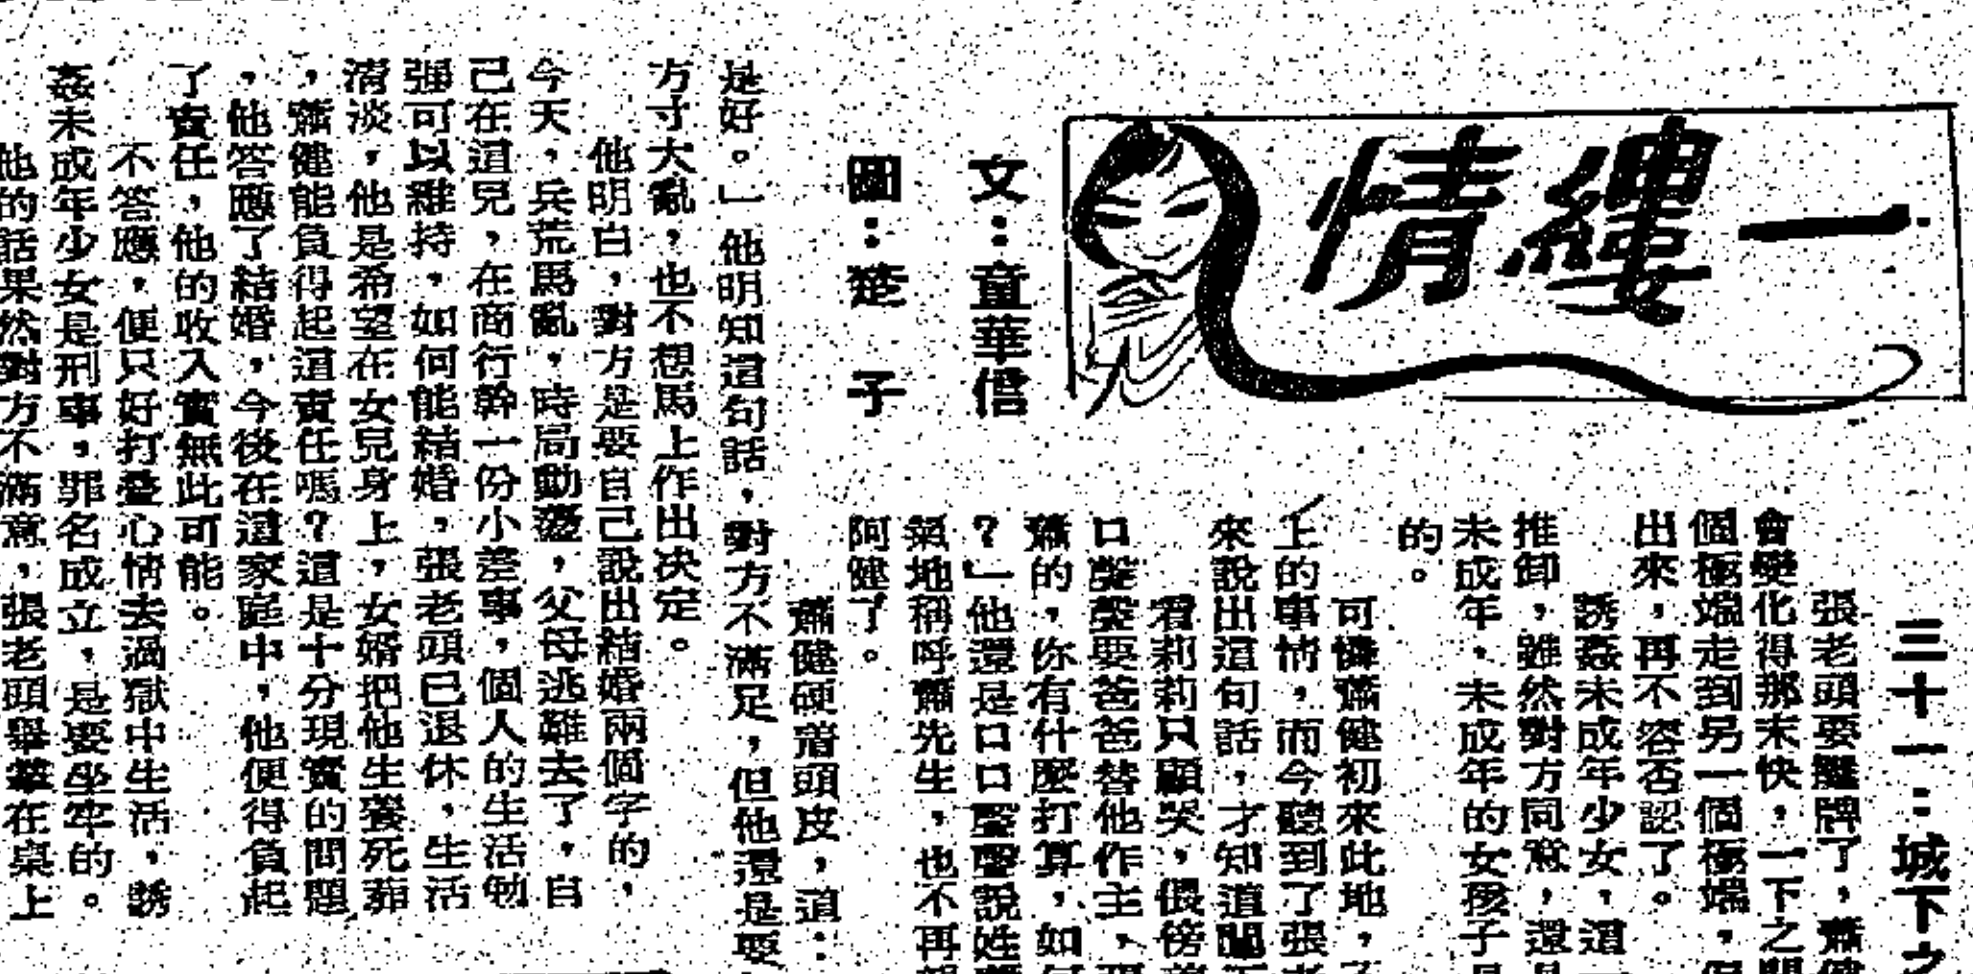 一縷情
文：童華偣
圖：楚　子
三十一：城下之
張老頭要攤牌了，蕭健
會變化得那末快，一下之間
個極端走到另一個極端，
出來，再不容否認了。
誘姦未成年少女，這
推卸，雖然對方同意，還
未成年，未成年的女孩子
的。
可憐蕭健初來此地，
上的事情，而今聽到了張
來說出這句話，才知道闖
看莉莉只顧哭，偎傍
口聲聲要爸爸替他作主，
蕭的，你有什麼打算，如
？」他還是口口聲聲說姓蕭
氣地稱呼蕭先生，也不再
阿健了。
蕭健硬着頭皮，道：
是好。」他明知這句話，對方不滿足，但他還是要
方寸大亂，也不想馬上作出決定。
他明白，對方是要自己說出結婚兩個字的，
今天，兵荒馬亂，時局動盪，父母逃難去了，自
己在這兒，在商行幹一份小差事，個人的生活勉
強可以維持，如何能結婚，張老頭已退休，生活
清淡，他是希望在女兒身上，女婿把他生養死葬
，蕭健能負得起這責任嗎？這是十分現實的問題
，他答應了結婚，今後在這家庭中，他便得負起
了責任，他的收入實無此可能。
不答應，便只好打疊心情去過獄中生活，誘
姦未成年少女是刑事，罪名成立，是要坐牢的。
他的話果然對方不滿意，張老頭舉拳在桌上